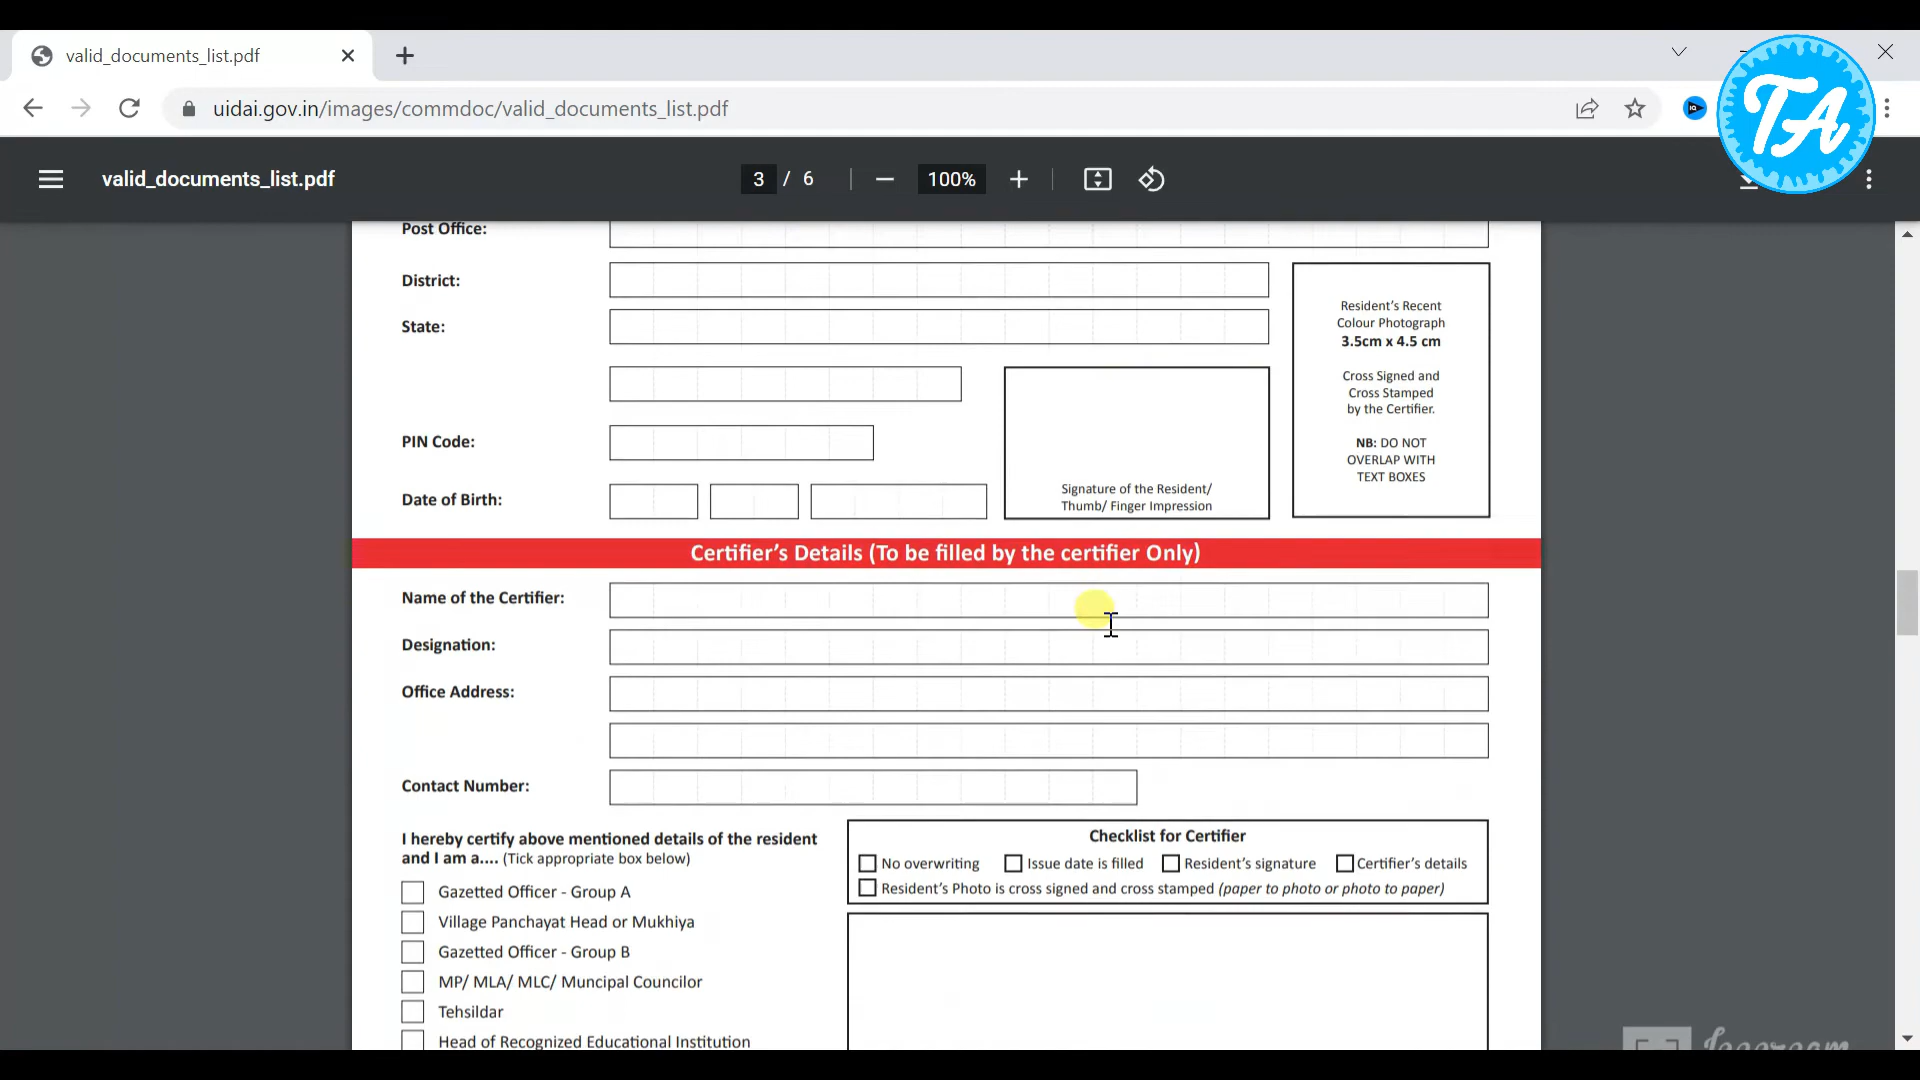 valid_documents_list.pdf
uidai.gov.in/images/commdoc/valid_documents_list.pdf
TA
valid_documents_list.pdf
3 / 6
100%
Post Office:
District:
State:
PIN Code:
Date of Birth:
Signature of the Resident/
Thumb/ Finger Impression
Resident's Recent
Colour Photograph
3.5cm x 4.5 cm
Cross Signed and
Cross Stamped
by the Certifier.
NB: DO NOT
OVERLAP WITH
TEXT BOXES
Certifier's Details (To be filled by the certifier Only)
Name of the Certifier:
Designation:
Office Address:
Contact Number:
I hereby certify above mentioned details of the resident
and I am a.... (Tick appropriate box below)
Gazetted Officer - Group A
Village Panchayat Head or Mukhiya
Gazetted Officer - Group B
MP/ MLA/ MLC/ Muncipal Councilor
Tehsildar
Head of Recognized Educational Institution
Checklist for Certifier
No overwriting Issue date is filled Resident's signature Certifier's details
Resident's Photo is cross signed and cross stamped (paper to photo or photo to paper)